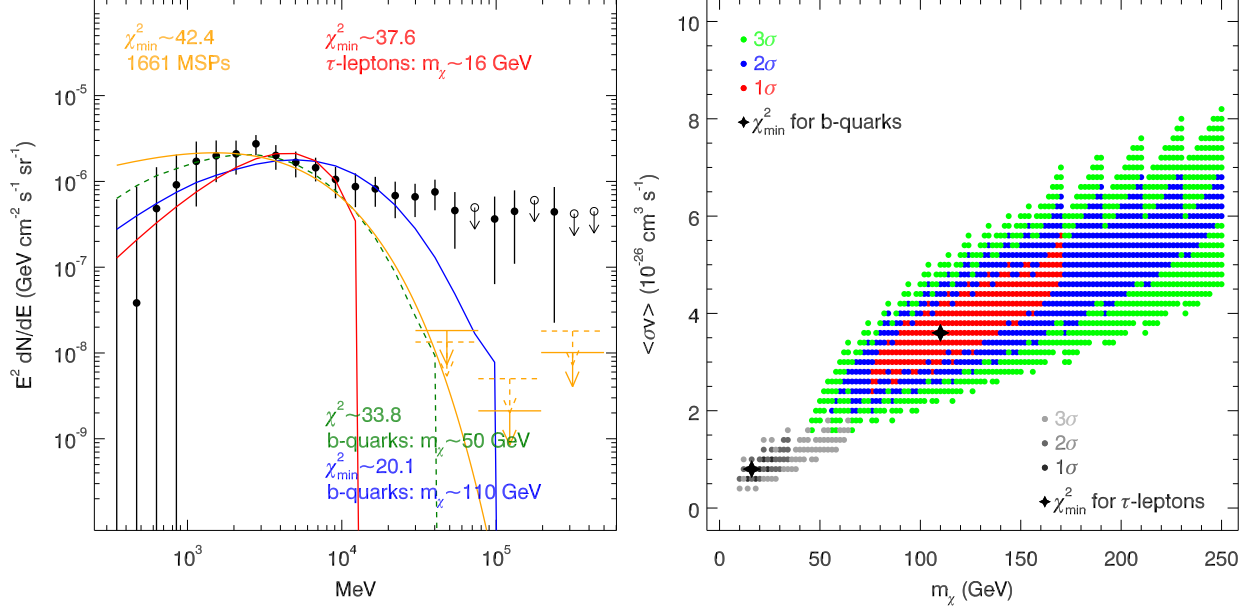 χ²min~42.4
1661 MSPs
χ²min~37.6
τ-leptons: mχ~16 GeV
10⁻⁵
10⁻⁶
10⁻⁷
10⁻⁸
10⁻⁹
E² dN/dE (GeV cm⁻² s⁻¹ sr⁻¹)
χ²~33.8
b-quarks: mχ~50 GeV
χ²min~20.1
b-quarks: mχ~110 GeV
10³
10⁴
10⁵
MeV
10
8
6
4
2
0
<σv> (10⁻²⁶ cm³ s⁻¹)
3σ
2σ
1σ
χ²min for b-quarks
3σ
2σ
1σ
χ²min for τ-leptons
0
50
100
150
200
250
mχ (GeV)